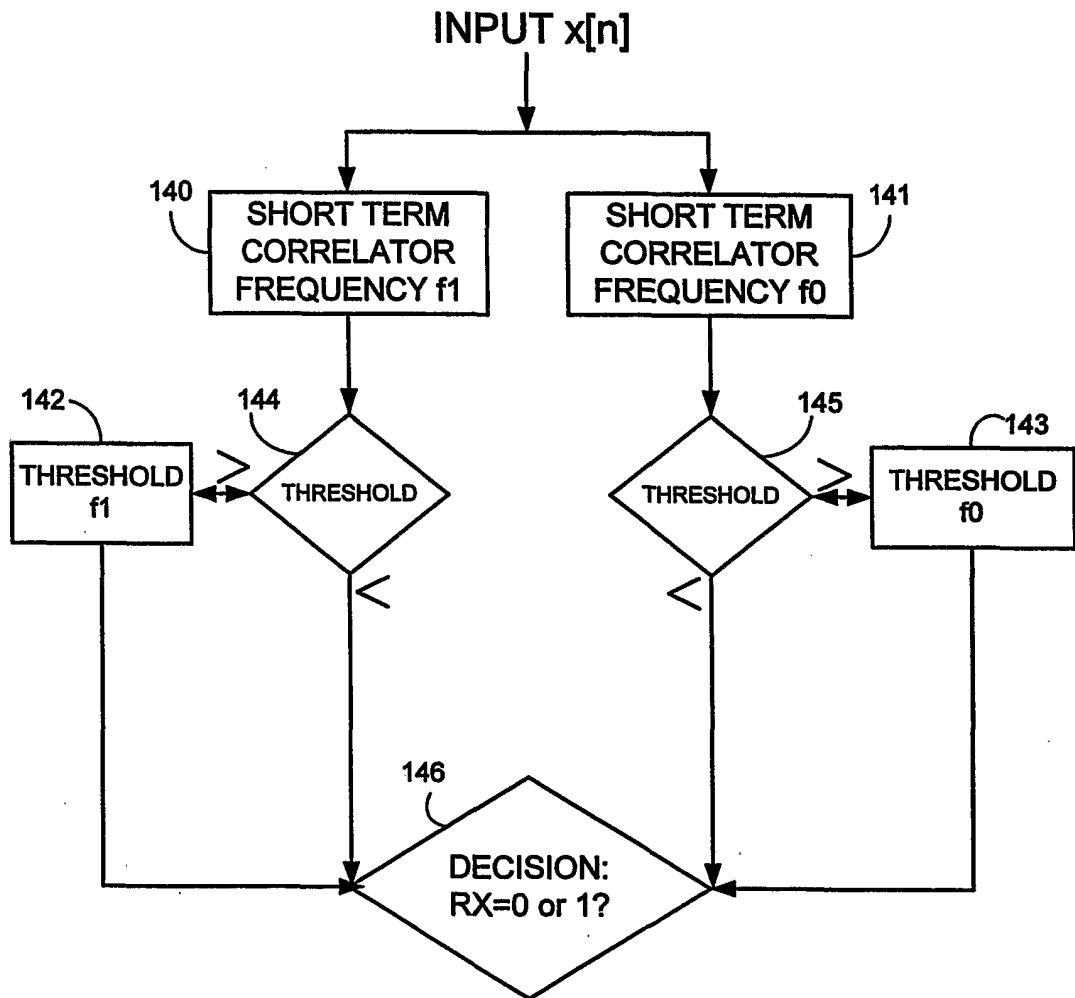 INPUT x[n]
140
SHORT TERM
CORRELATOR
FREQUENCY f1
141
SHORT TERM
CORRELATOR
FREQUENCY f0
142
144
145
143
THRESHOLD
f1
>
THRESHOLD
THRESHOLD
>
THRESHOLD
f0
<
<
146
DECISION:
RX=0 or 1?